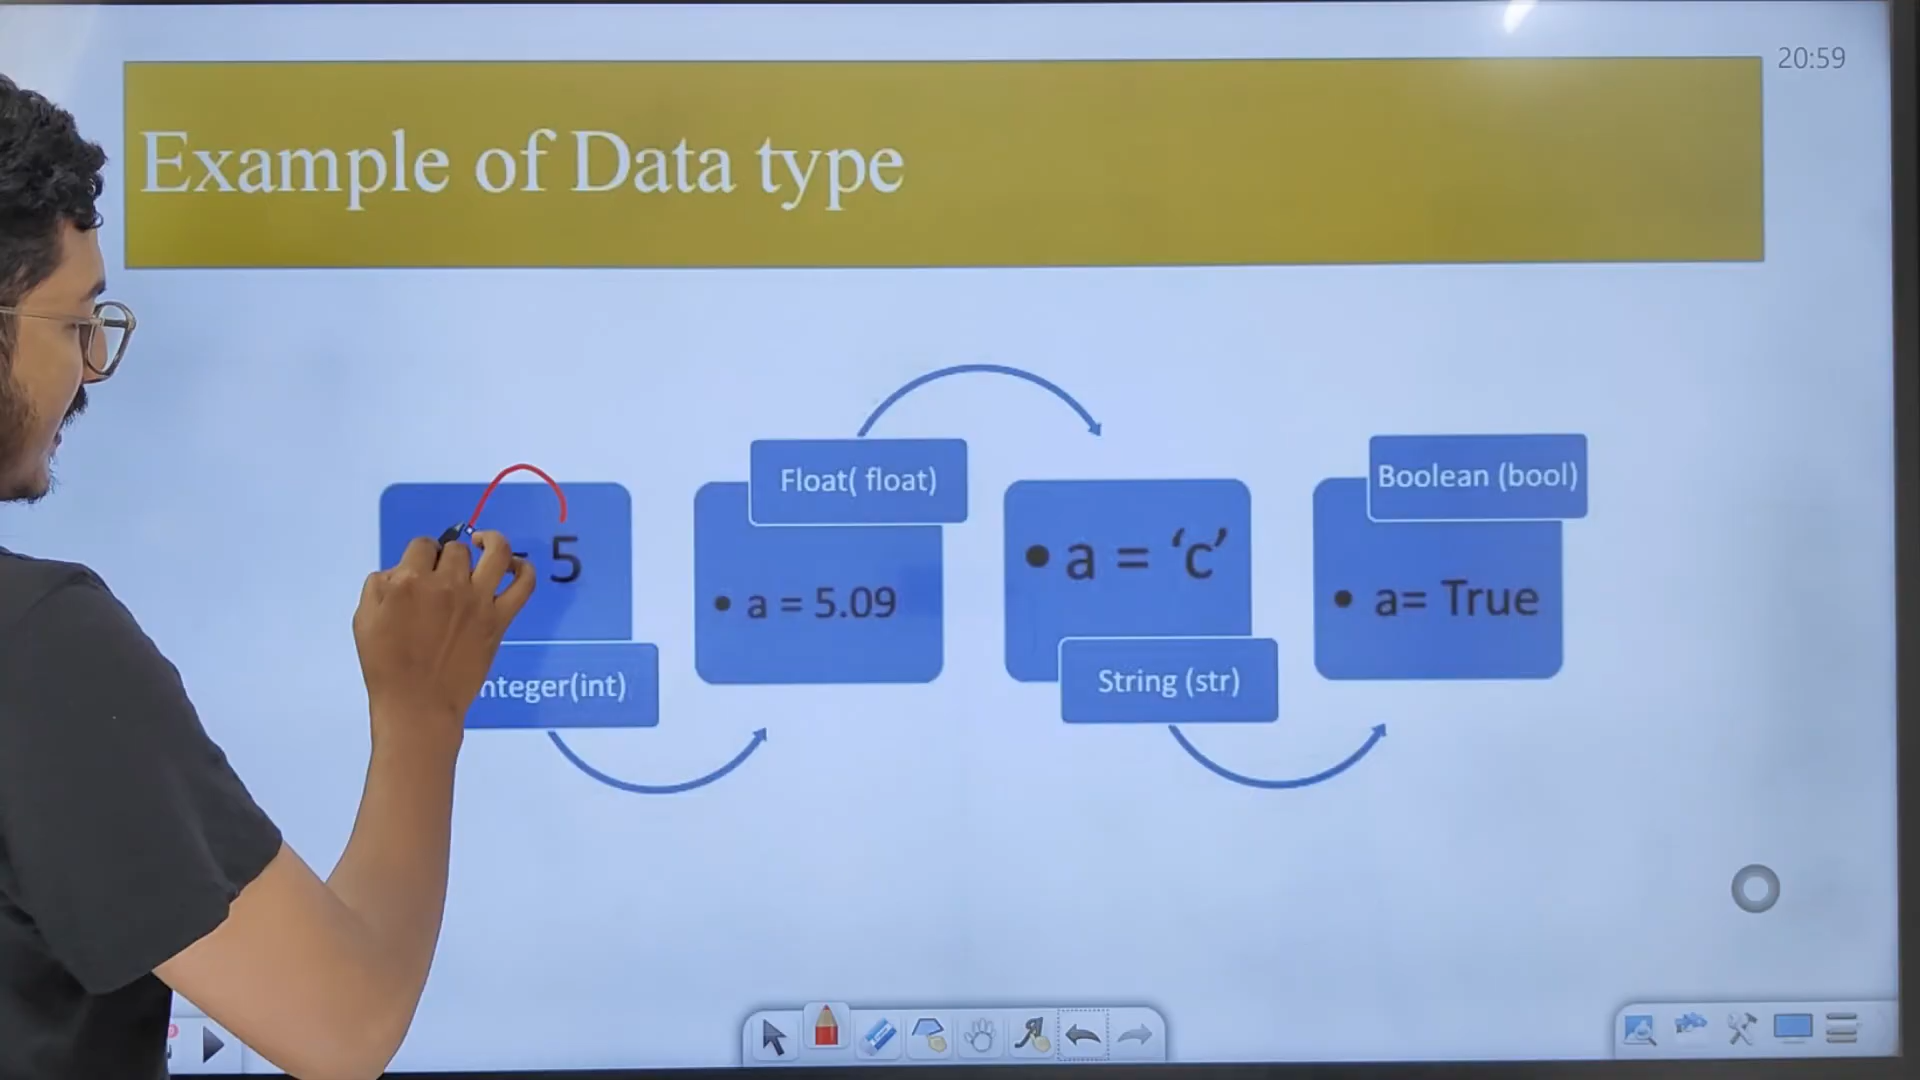 20:59
Example of Data type
= 5
nteger(int)
Float( float)
• a = 5.09
• a = ‘c’
String (str)
Boolean (bool)
• a= True